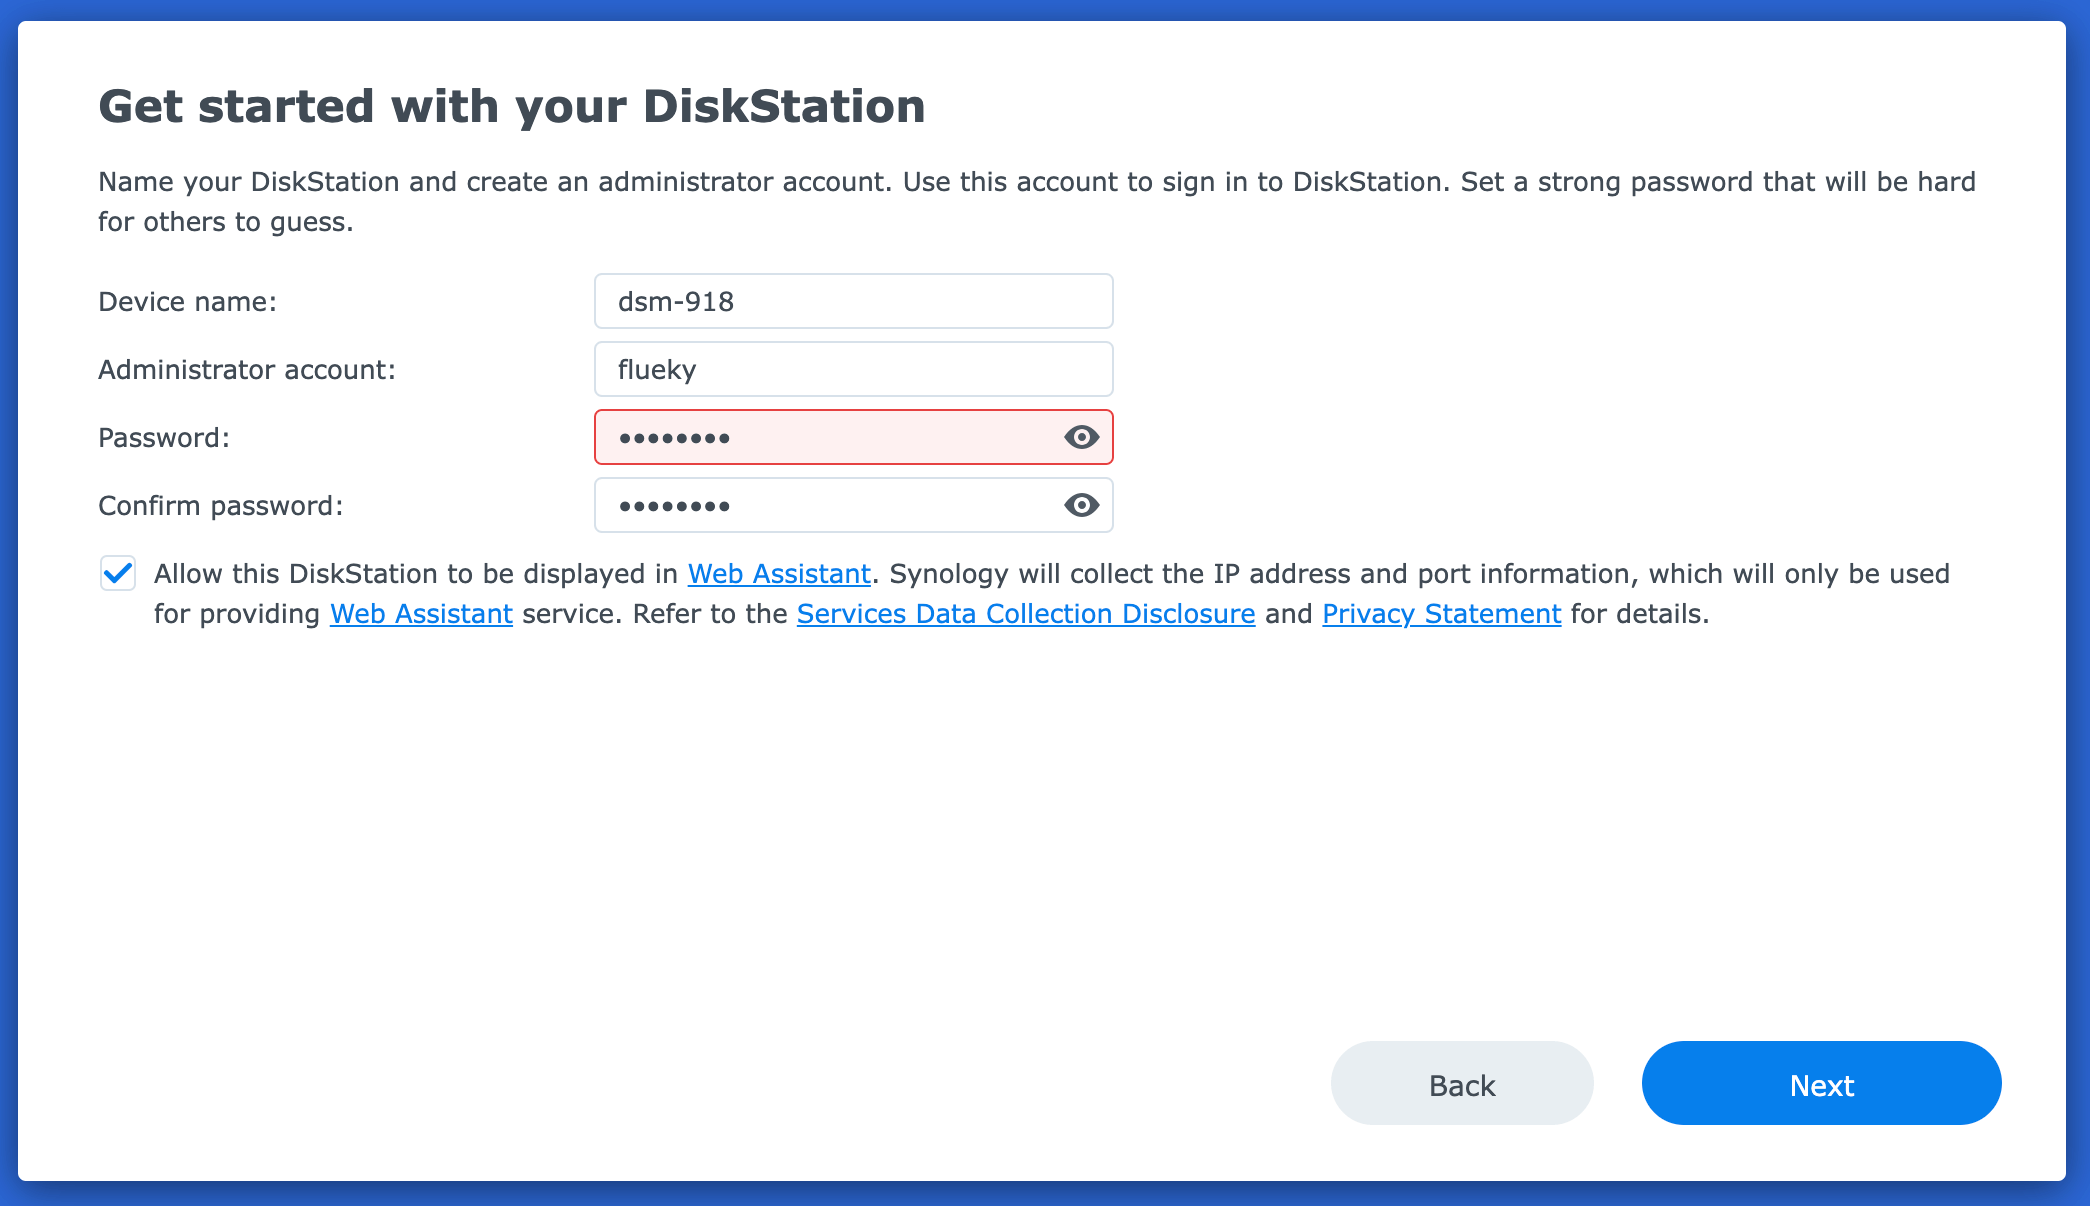 Get started with your DiskStation
Name your DiskStation and create an administrator account. Use this account to sign in to DiskStation. Set a strong password that will be hard
for others to guess.
Device name:
dsm-918
Administrator account:
flueky
Password:
••••••••
Confirm password:
••••••••
Allow this DiskStation to be displayed in Web Assistant. Synology will collect the IP address and port information, which will only be used
for providing Web Assistant service. Refer to the Services Data Collection Disclosure and Privacy Statement for details.
Back
Next